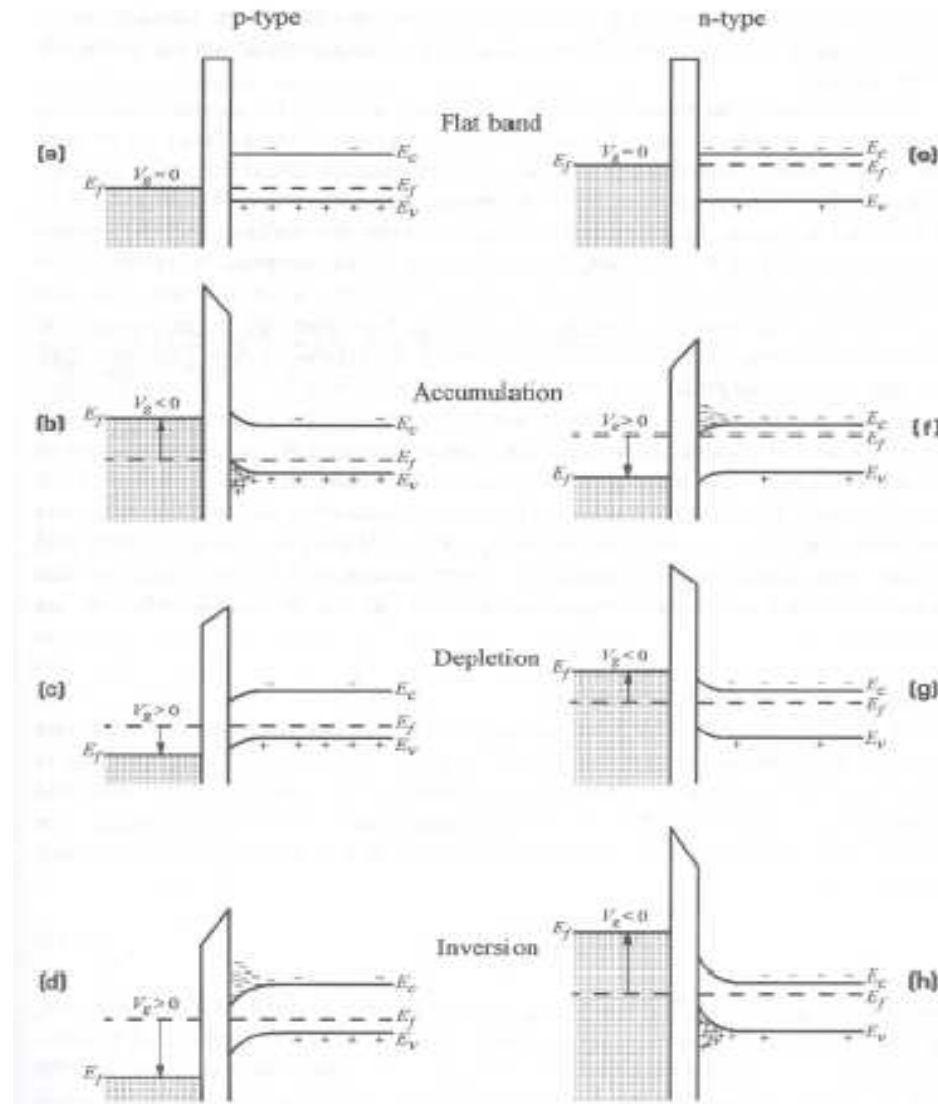 p-type
n-type
Flat band
(a)
E_f
V_g=0
E_c
E_f
E_v
E_f
V_g=0
E_c
E_f
E_v
(e)
Accumulation
(b)
E_f
V_g<0
E_c
E_f
E_v
V_g>0
E_f
E_c
E_f
E_v
(f)
Depletion
(c)
V_g>0
E_f
E_c
E_f
E_v
E_f
V_g<0
E_c
E_f
E_v
(g)
Inversion
(d)
V_g>0
E_f
E_c
E_f
E_v
E_f
V_g<0
E_c
E_f
E_v
(h)